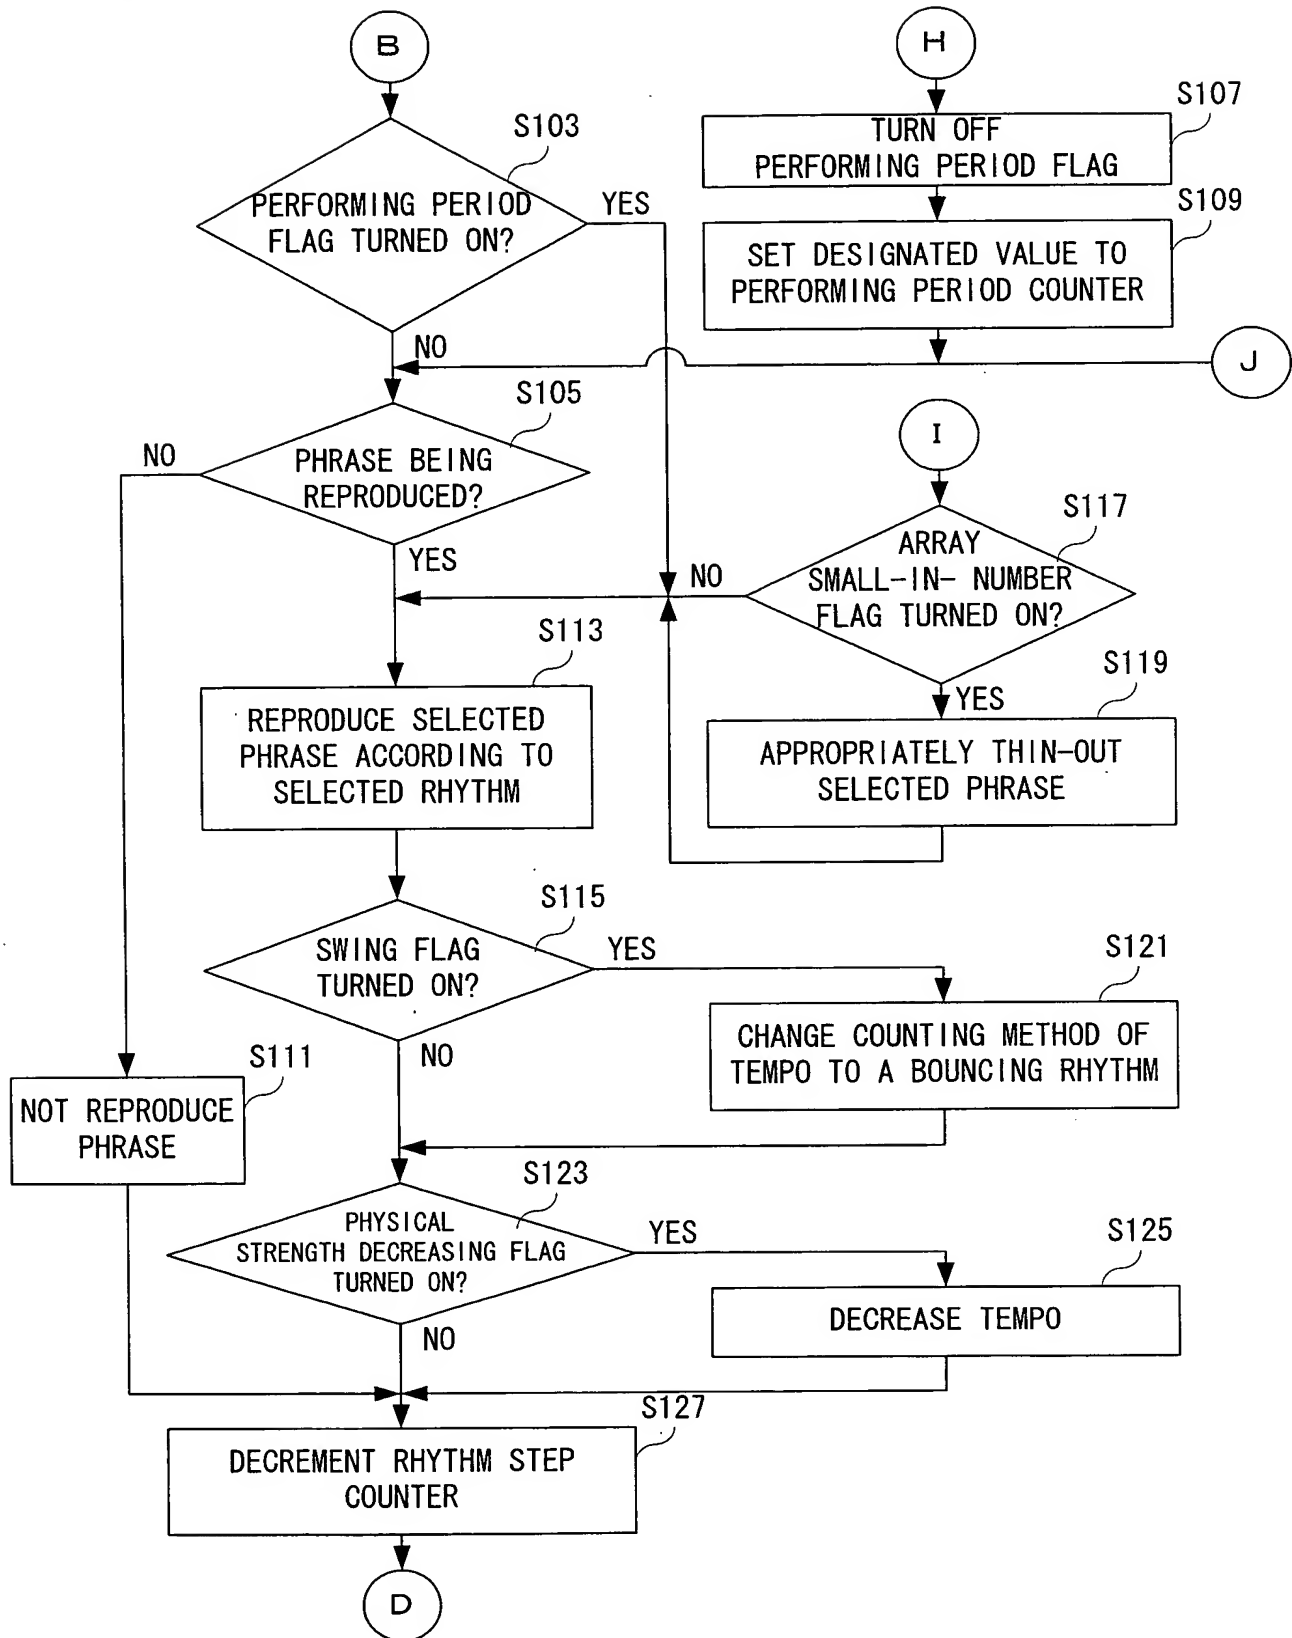 B
H
S107
TURN OFF
PERFORMING PERIOD FLAG
S103
PERFORMING PERIOD
FLAG TURNED ON?
YES
S109
SET DESIGNATED VALUE TO
PERFORMING PERIOD COUNTER
NO
J
S105
PHRASE BEING
REPRODUCED?
NO
YES
I
S117
ARRAY
SMALL-IN- NUMBER
FLAG TURNED ON?
NO
YES
S113
REPRODUCE SELECTED
PHRASE ACCORDING TO
SELECTED RHYTHM
S119
APPROPRIATELY THIN-OUT
SELECTED PHRASE
S115
SWING FLAG
TURNED ON?
YES
NO
S121
CHANGE COUNTING METHOD OF
TEMPO TO A BOUNCING RHYTHM
S111
NOT REPRODUCE
PHRASE
S123
PHYSICAL
STRENGTH DECREASING FLAG
TURNED ON?
YES
NO
S125
DECREASE TEMPO
S127
DECREMENT RHYTHM STEP
COUNTER
D